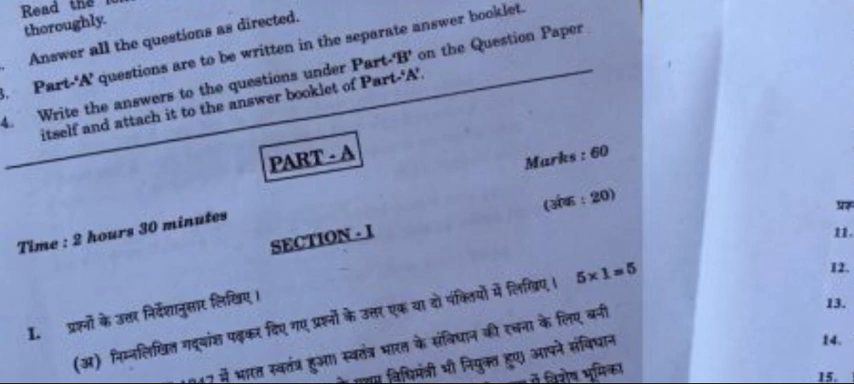 Read the
thoroughly.
Answer all the questions as directed.
3. Part-'A' questions are to be written in the separate answer booklet.
4. Write the answers to the questions under Part-'B' on the Question Paper
itself and attach it to the answer booklet of Part-'A'.
PART - A
Time : 2 hours 30 minutes
Marks : 60
SECTION - I
(अंक : 20)
I. प्रश्नों के उत्तर निर्देशानुसार लिखिए।
(अ) निम्नलिखित गद्यांश पढ़कर दिए गए प्रश्नों के उत्तर एक या दो पंक्तियों में लिखिए। 5 x 1 = 5
1947 में भारत स्वतंत्र हुआ। स्वतंत्र भारत के संविधान की रचना के लिए बनी
प्रथम विधिमंत्री भी नियुक्त हुए। आपने संविधान
में विशेष भूमिका
11.
12.
13.
14.
15.